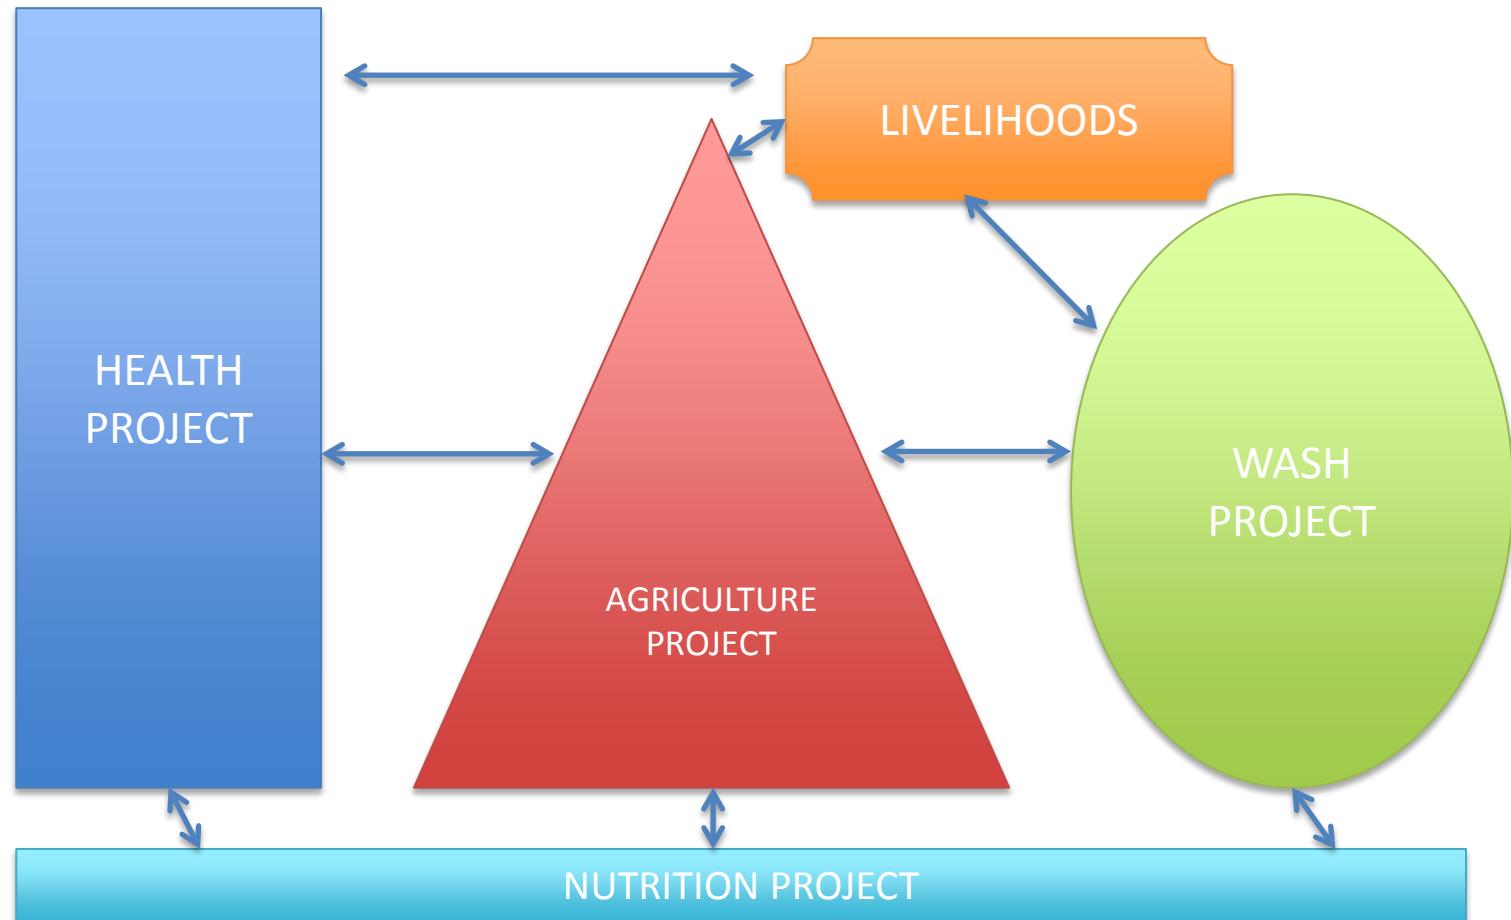 LIVELIHOODS
HEALTH
PROJECT
WASH
PROJECT
AGRICULTURE
PROJECT
NUTRITION PROJECT